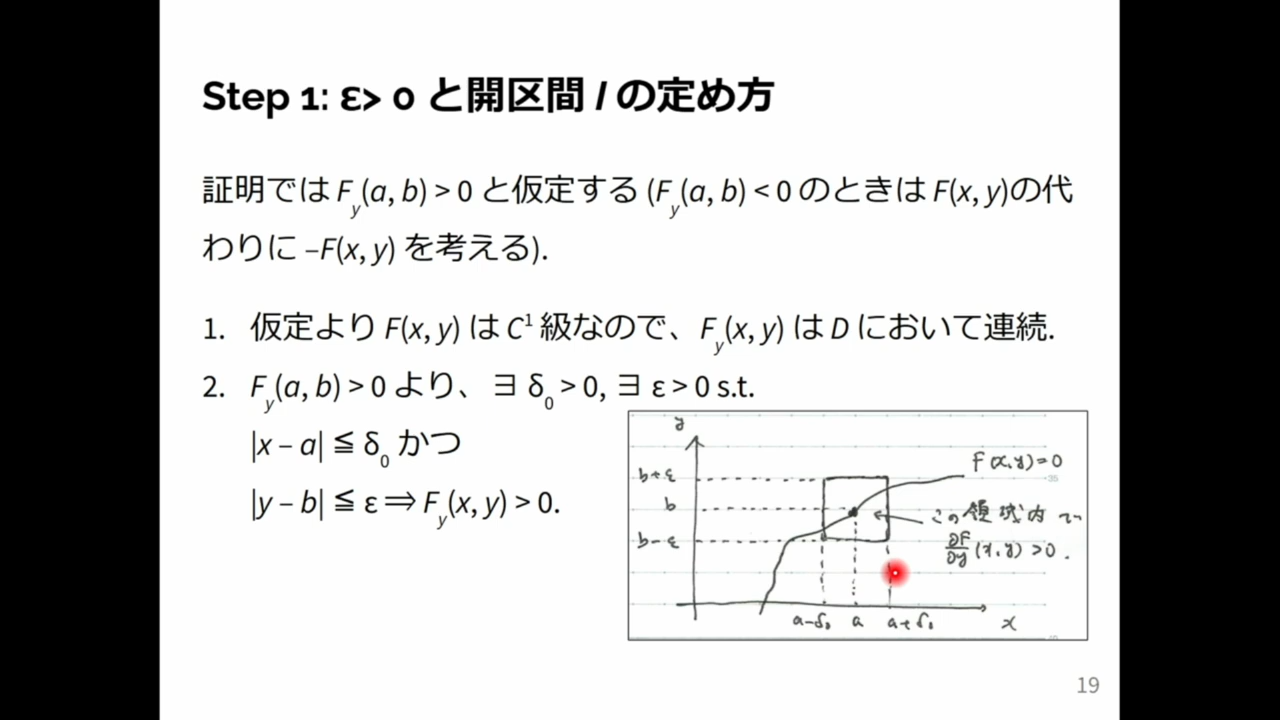 Step 1: ε> 0 と開区間 I の定め方
証明では F_y(a, b) > 0 と仮定する (F_y(a, b) < 0 のときは F(x, y)の代
わりに –F(x, y) を考える).
1. 仮定より F(x, y) は C¹ 級なので、F_y(x, y) は D において連続.
2. F_y(a, b) > 0 より、∃ δ₀ > 0, ∃ ε > 0 s.t.
|x – a| ≦ δ₀ かつ
|y – b| ≦ ε ⇒ F_y(x, y) > 0.
y
b+ε
b
b-ε
F(x,y)=0
この領域内で
∂F/∂y (x,y) >0.
a-δ₀ a a+δ₀ x
35
40
19